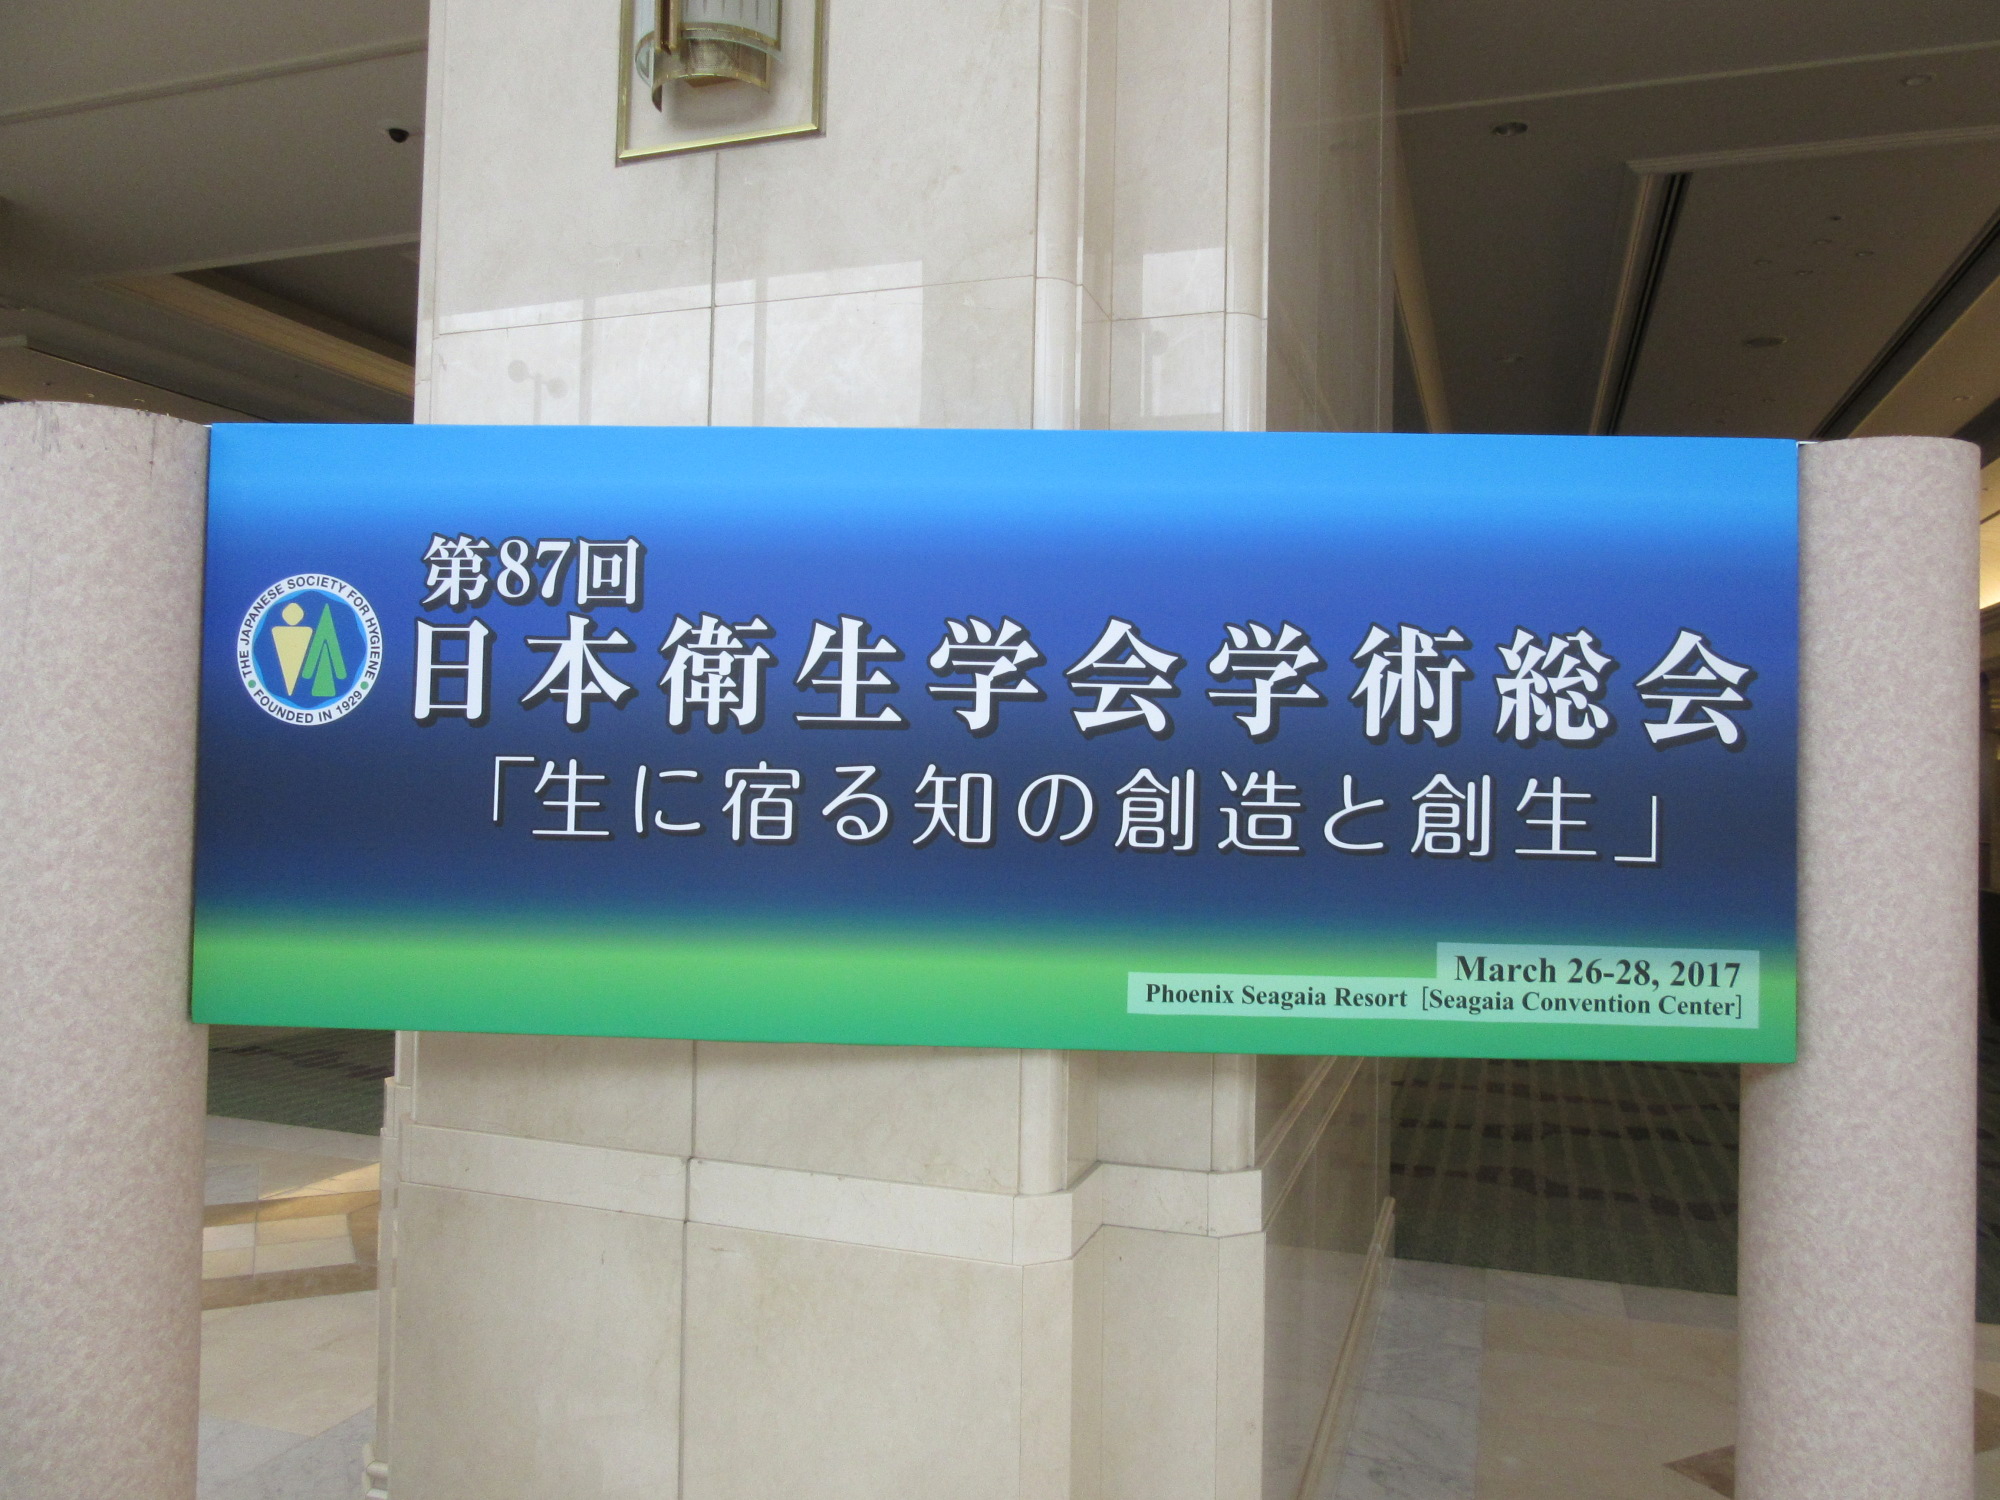 第87回
日本衛生学会学術総会
「生に宿る知の創造と創生」
THE JAPANESE SOCIETY FOR HYGIENE
FOUNDED IN 1929
March 26-28, 2017
Phoenix Seagaia Resort [Seagaia Convention Center]